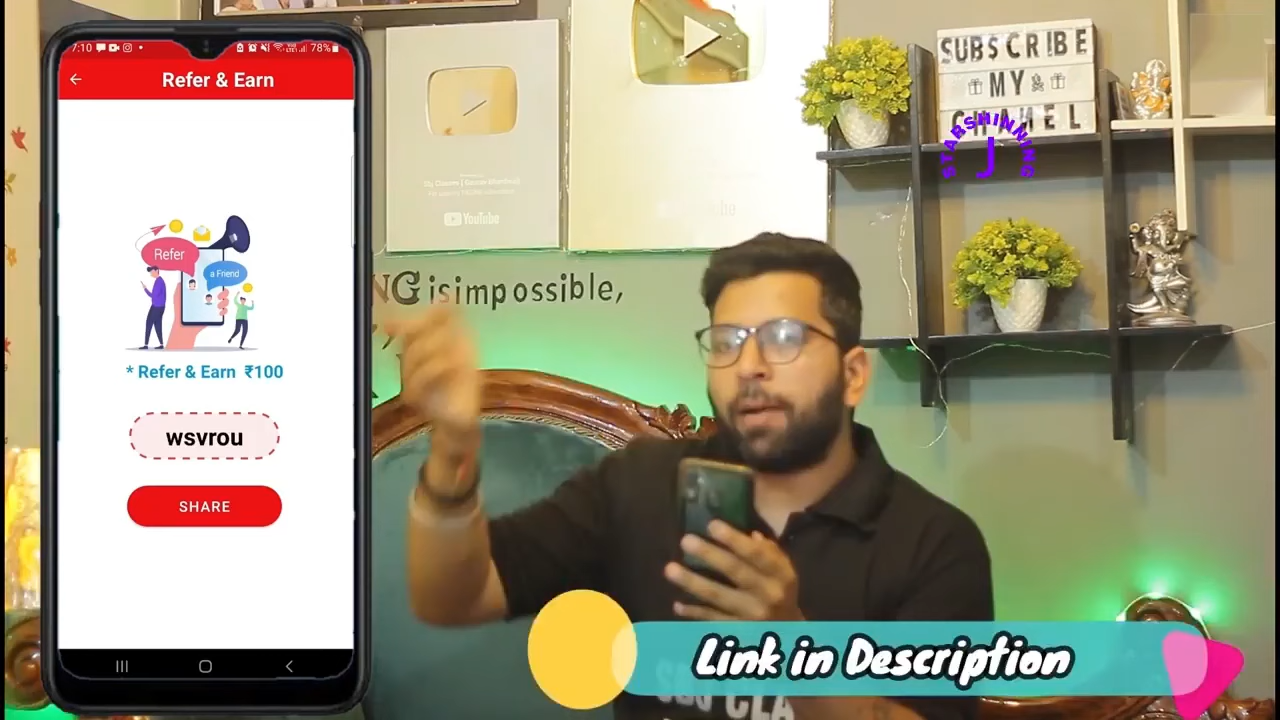 7:10
78%
Refer & Earn
Refer
a Friend
* Refer & Earn ₹100
wsvrou
SHARE
YouTube
SUBSCRIBE
MY
STARSHINNING
J
NG is impossible,
Link in Description